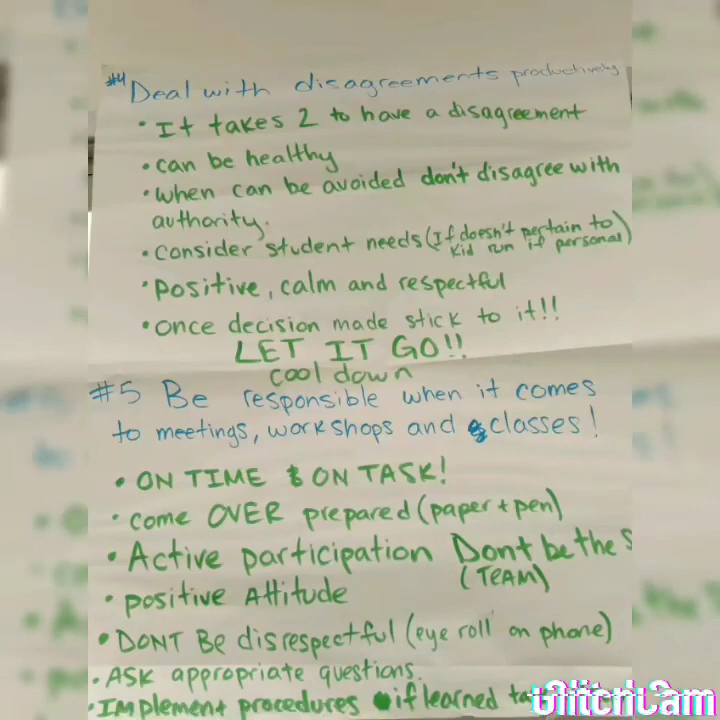 #4 Deal with disagreements productively
• It takes 2 to have a disagreement
• can be healthy
• when can be avoided don't disagree with
authority.
• consider student needs (If doesn't pertain to
kid run if personal)
• positive, calm and respectful
• once decision made stick to it!!
LET IT GO!!
cool down
#5 Be responsible when it comes
to meetings, workshops and classes!
• ON TIME & ON TASK!
• come OVER prepared (paper + pen)
• Active participation Dont be the
(TEAM)
• positive Attitude
• DONT Be disrespectful (eye roll on phone)
• ASK appropriate questions.
• IMplement procedures if learned
GlitchCam